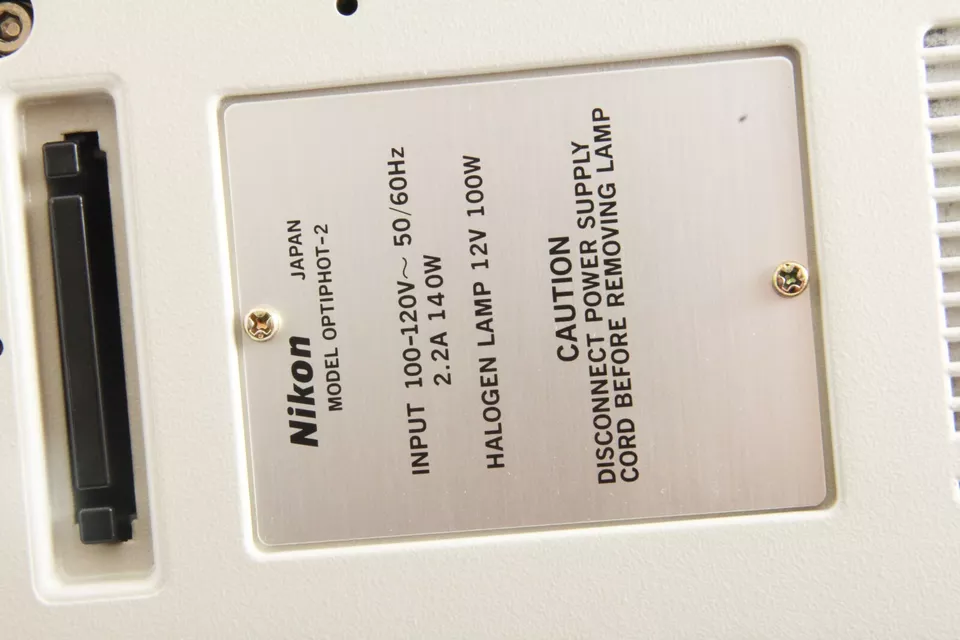 Nikon JAPAN
MODEL OPTIPHOT-2
INPUT 100-120V~ 50/60Hz
2.2A 140W
HALOGEN LAMP 12V 100W
CAUTION
DISCONNECT POWER SUPPLY
CORD BEFORE REMOVING LAMP